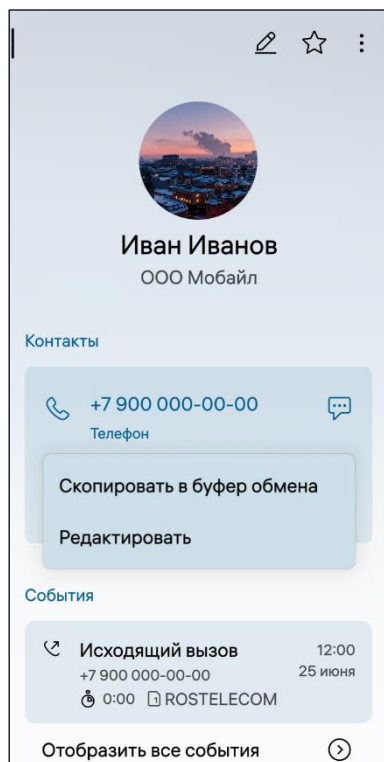 Иван Иванов
ООО Мобайл
Контакты
+7 900 000-00-00
Телефон
Скопировать в буфер обмена
Редактировать
События
Исходящий вызов 12:00
+7 900 000-00-00 25 июня
0:00 1 ROSTELECOM
Отобразить все события